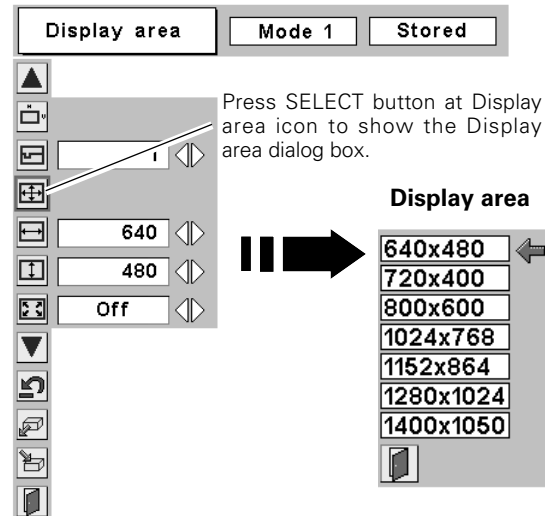 Display area Mode 1 Stored
Press SELECT button at Display
area icon to show the Display
area dialog box.
1
640
480
Off
Display area
640x480
720x400
800x600
1024x768
1152x864
1280x1024
1400x1050